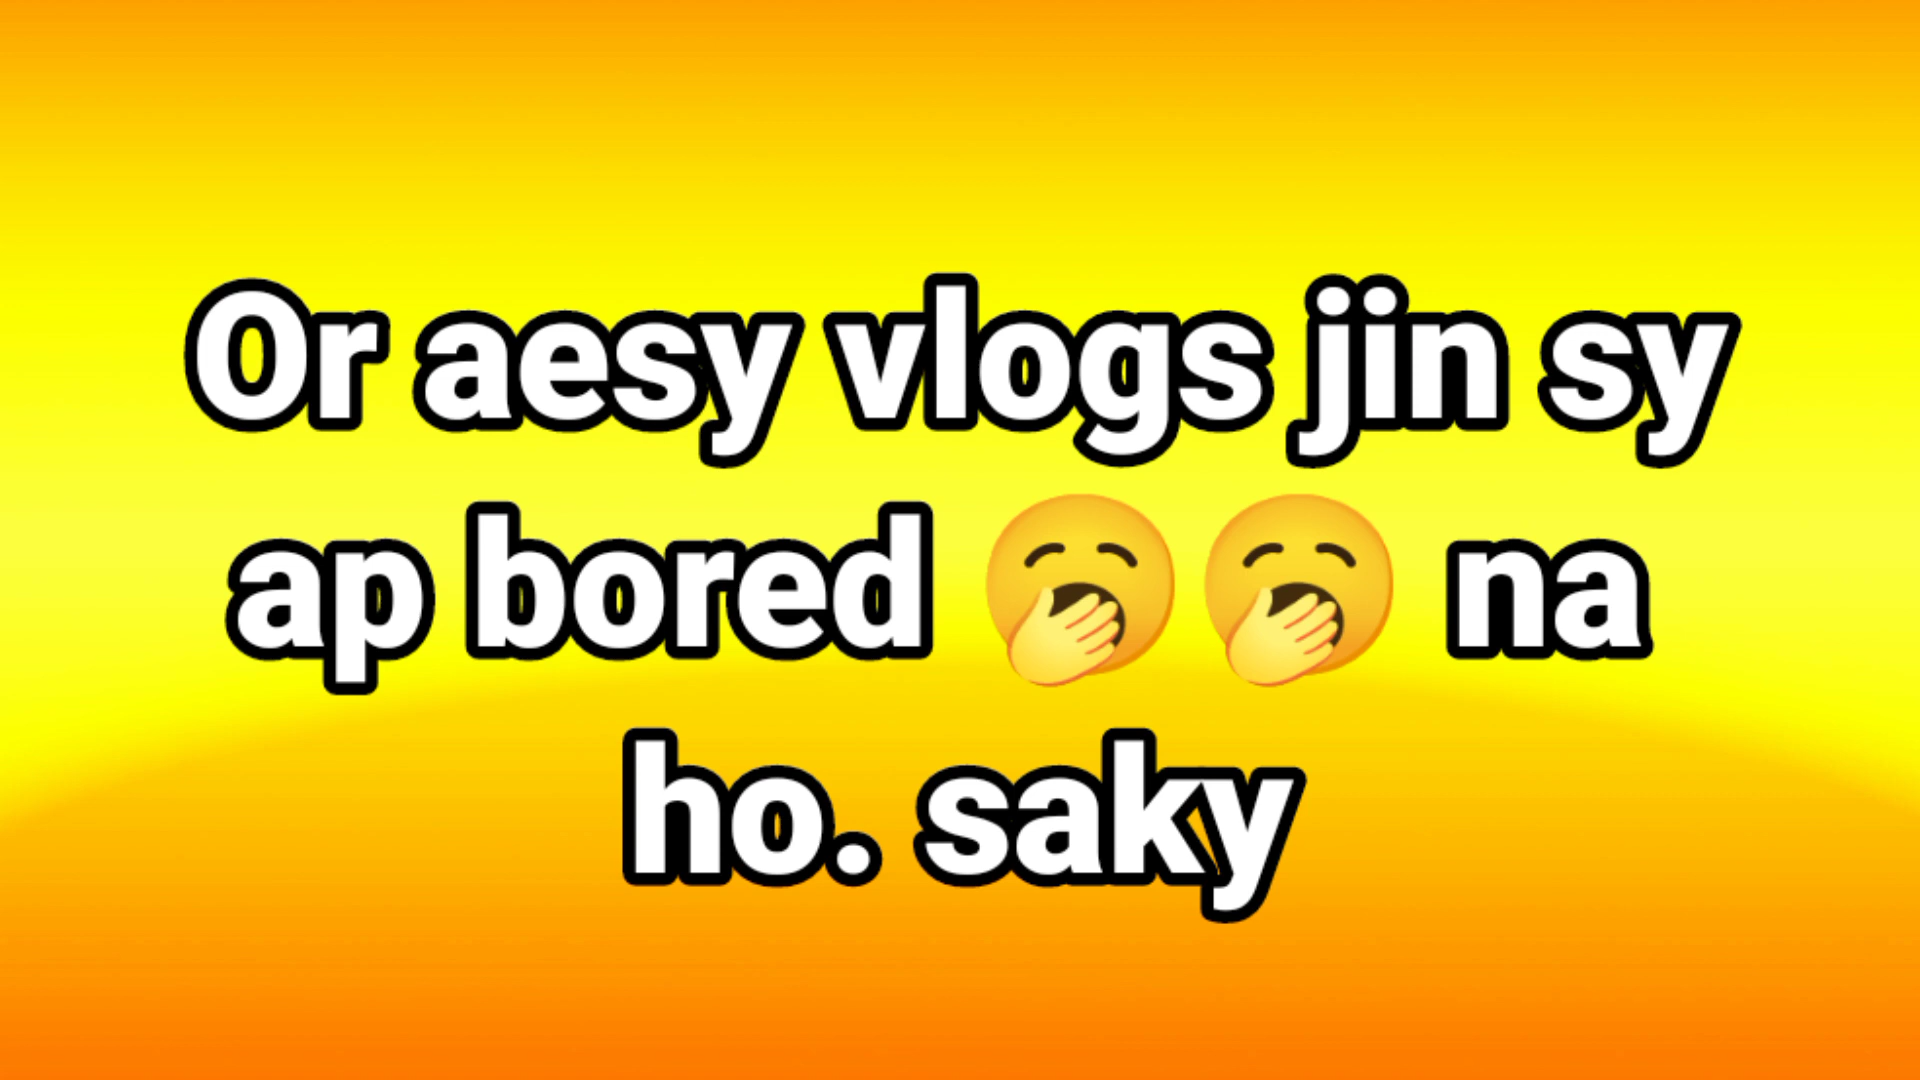 Or aesy vlogs jin sy
ap bored 🥱🥱 na
ho. saky